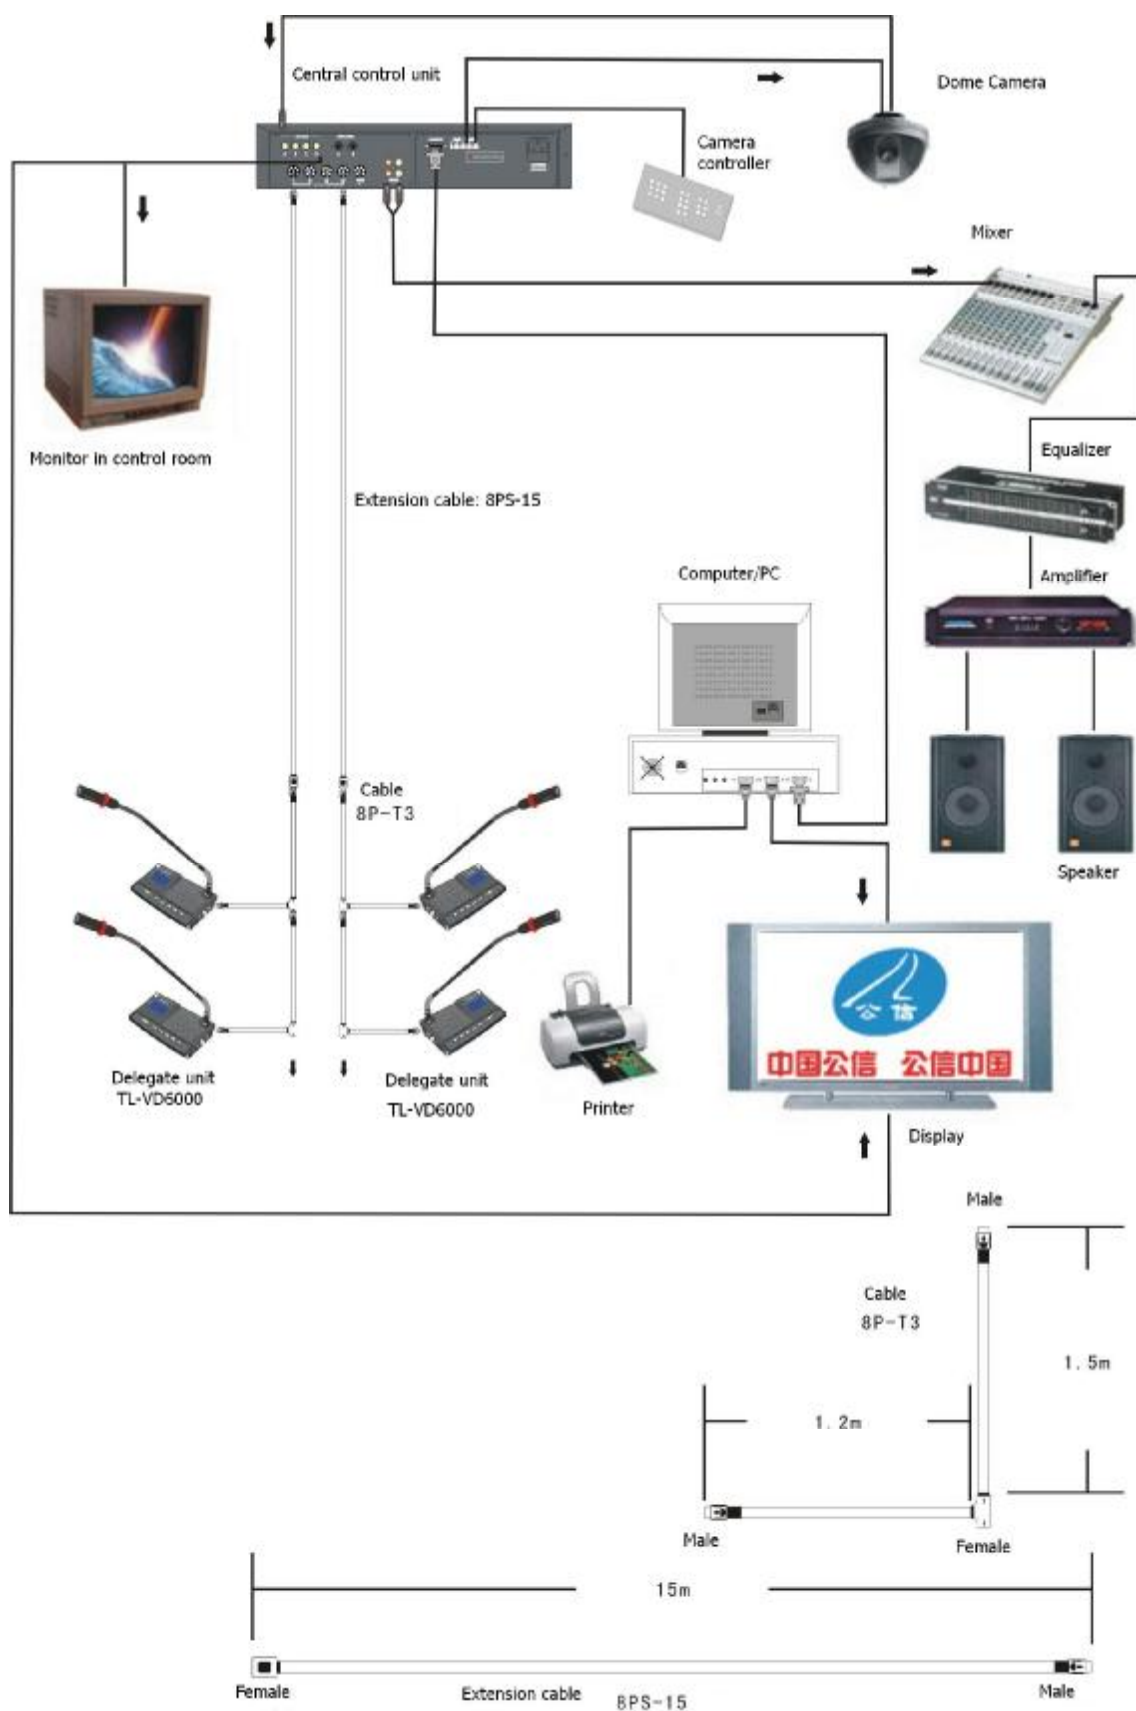 Central control unit
Dome Camera
Camera
controller
Mixer
Monitor in control room
Equalizer
Extension cable: 8PS-15
Computer/PC
Amplifier
Cable
8P-T3
Speaker
公信
中国公信 公信中国
Delegate unit
TL-VD6000
Delegate unit
TL-VD6000
Printer
Display
Male
Cable
8P-T3
1.5m
1.2m
Male
Female
15m
Female
Extension cable 8PS-15
Male